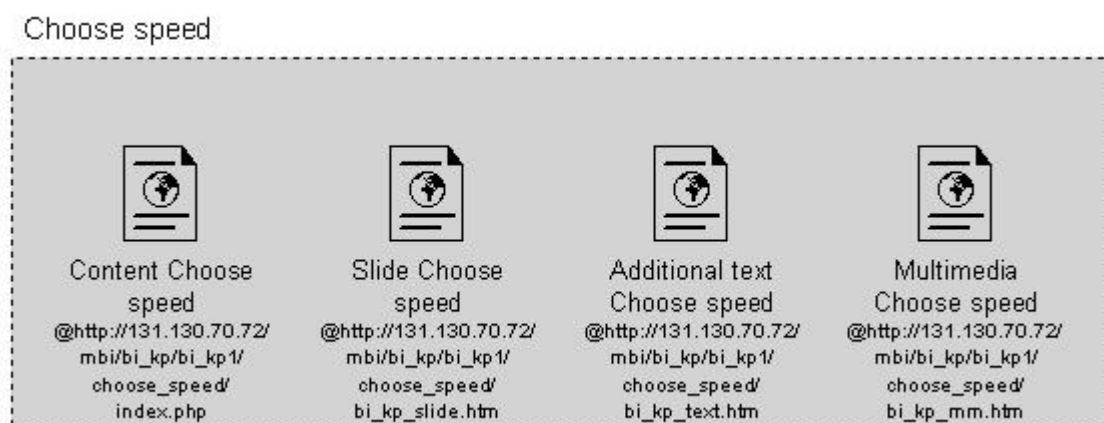 Choose speed
Content Choose
speed
@http://131.130.70.72/
mbi/bi_kp/bi_kp1/
choose_speed/
index.php
Slide Choose
speed
@http://131.130.70.72/
mbi/bi_kp/bi_kp1/
choose_speed/
bi_kp_slide.htm
Additional text
Choose speed
@http://131.130.70.72/
mbi/bi_kp/bi_kp1/
choose_speed/
bi_kp_text.htm
Multimedia
Choose speed
@http://131.130.70.72/
mbi/bi_kp/bi_kp1/
choose_speed/
bi_kp_mm.htm